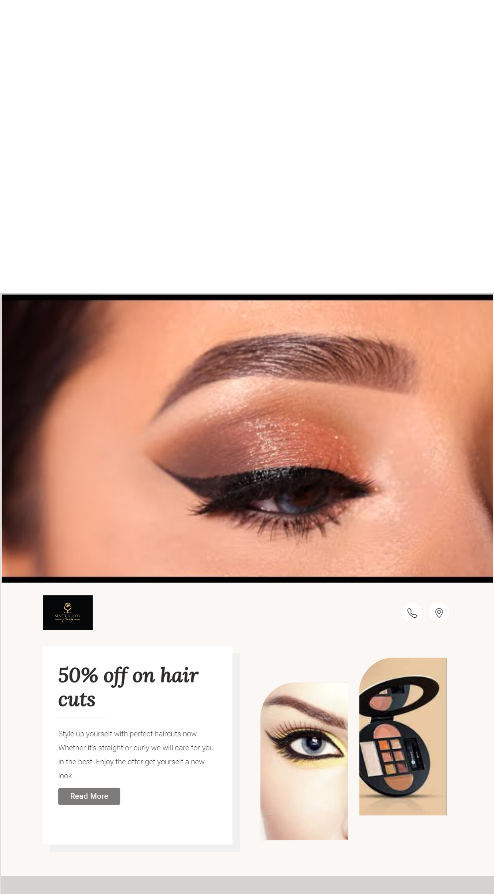 50% off on hair
cuts
Style up yourself with perfect haircuts now.
Whether it's straight or curly we will care for you
in the best. Enjoy the offer get yourself a new
look.
Read More